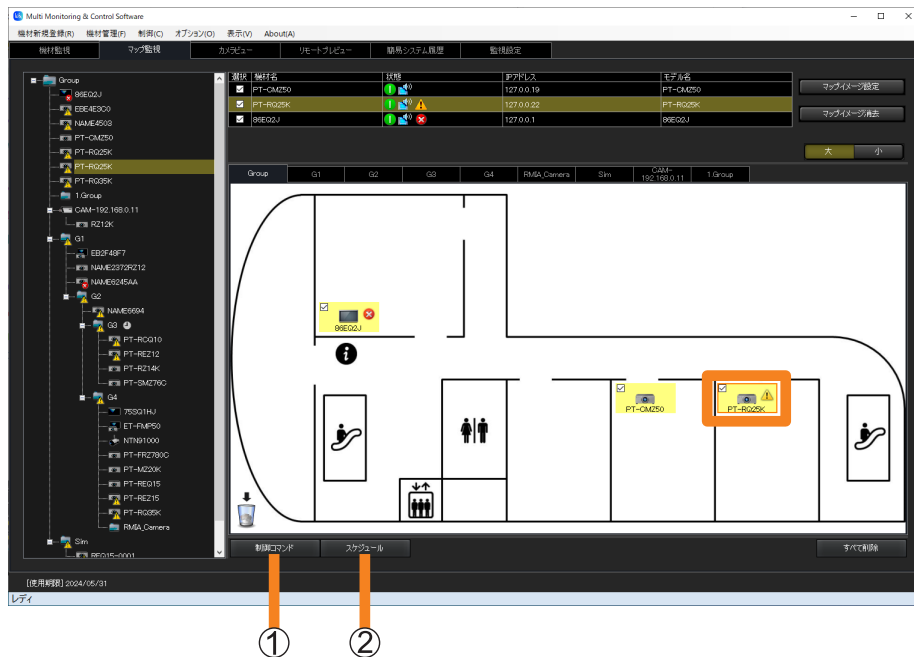 Multi Monitoring & Control Software
機材新規登録(R) 機材管理(F) 制御(C) オプション(O) 表示(V) About(A)
機材監視 マップ監視 カメラビュー リモートプレビュー 簡易システム履歴 監視設定
Group
86EQ2J
EBE4E3C0
NAME4503
PT-CMZ50
PT-RQ25K
PT-RQ25K
PT-RQ35K
1.Group
CAM-192.168.0.11
RZ12K
G1
EB2F48F7
NAME2372RZ12
NAME6245AA
G2
NAME6694
G3
PT-RCQ10
PT-REZ12
PT-RZ14K
PT-SMZ76C
G4
75SQ1HJ
ET-FMP50
NTN91000
PT-FRZ780C
PT-MZ20K
PT-REQ15
PT-REZ15
PT-RQ35K
RMIA_Camera
Sim
REQ15-0001
選択 機材名 状態 IPアドレス モデル名
PT-CMZ50 127.0.0.19 PT-CMZ50
PT-RQ25K 127.0.0.22 PT-RQ25K
86EQ2J 127.0.0.1 86EQ2J
マップイメージ設定
マップイメージ消去
大 小
Group G1 G2 G3 G4 RMIA_Camera Sim CAM-192.168.0.11 1.Group
86EQ2J
PT-CMZ50
PT-RQ25K
制御コマンド スケジュール すべて削除
[使用期限] 2024/05/31
レディ
① ②